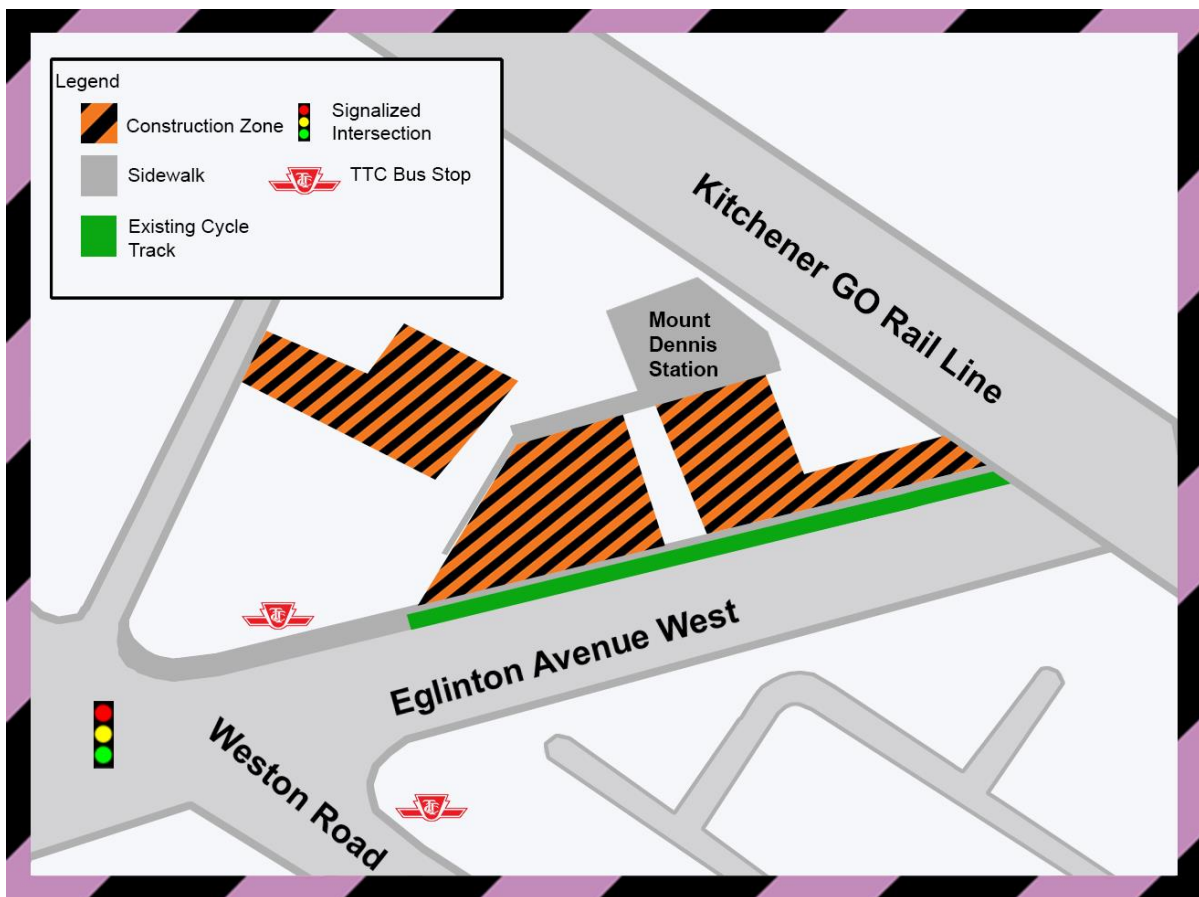 Legend
Construction Zone
Signalized
Intersection
Sidewalk
TTC Bus Stop
Existing Cycle
Track
Kitchener GO Rail Line
Mount
Dennis
Station
Eglinton Avenue West
Weston Road